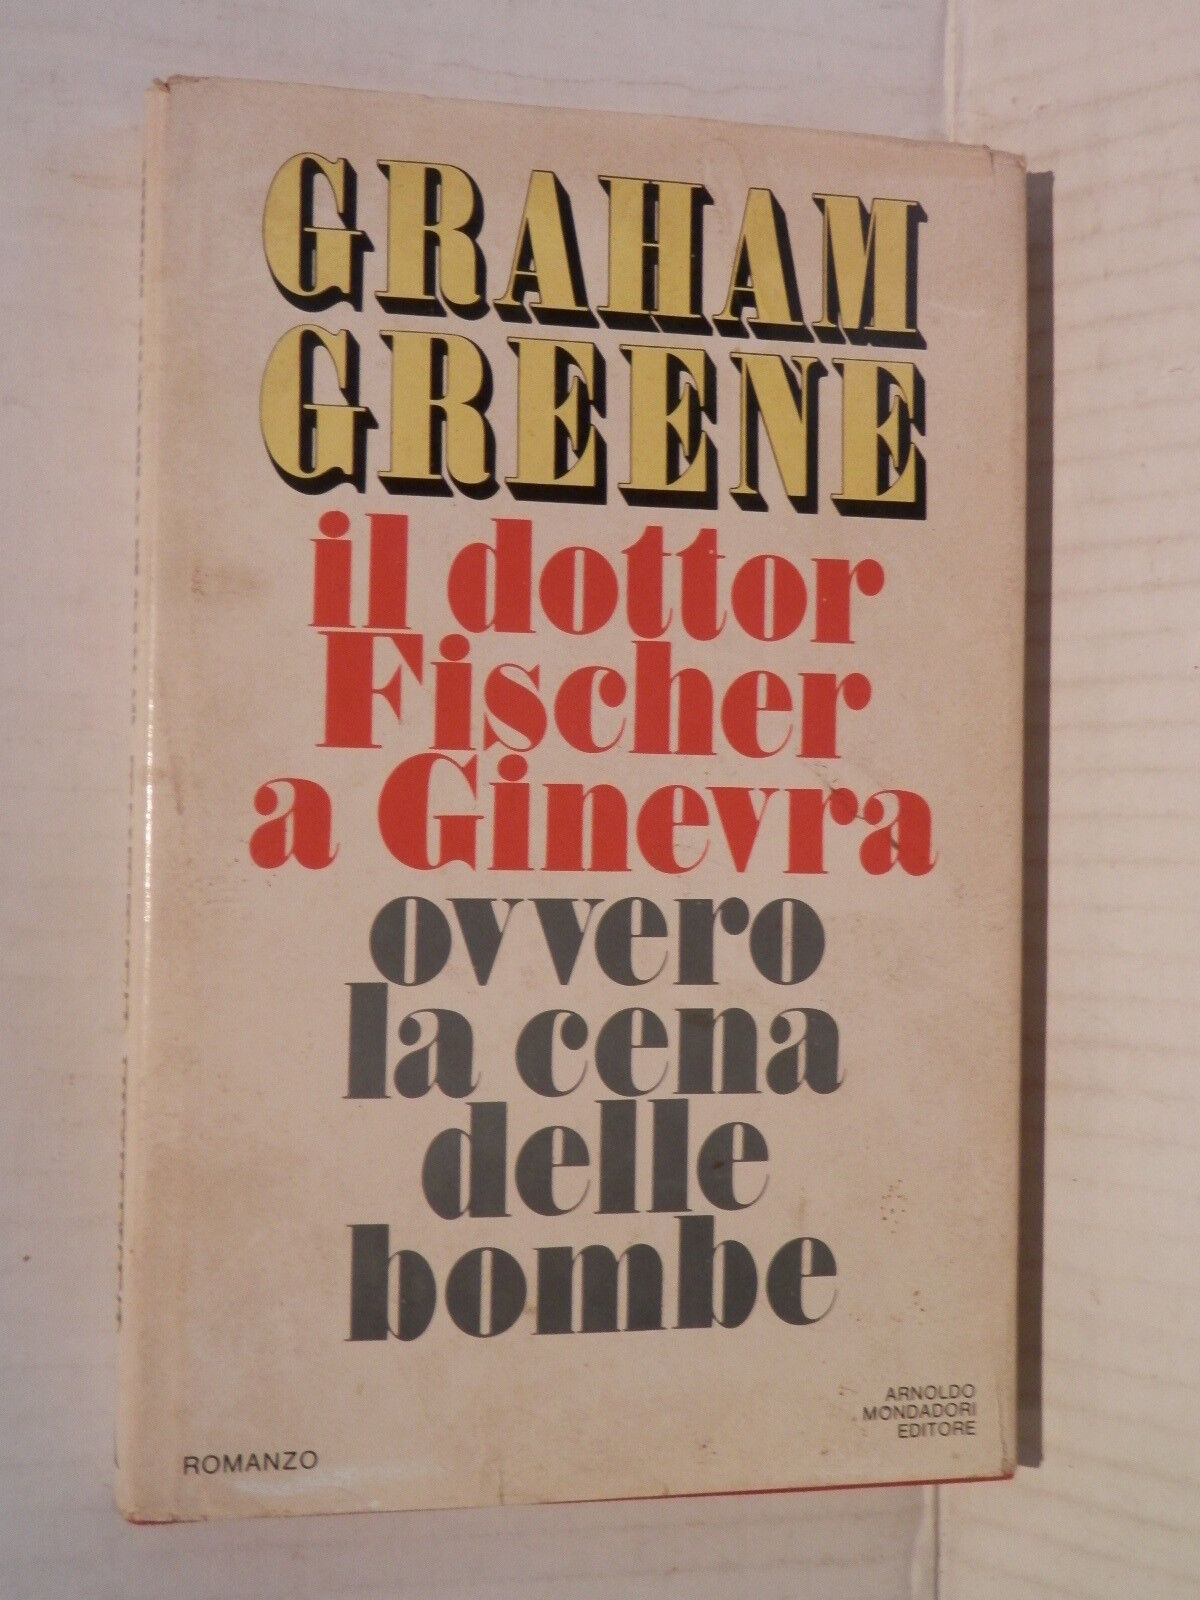 GRAHAM
GREENE
il dottor
Fischer
a Ginevra
ovvero
la cena
delle
bombe
ARNOLDO
MONDADORI
EDITORE
ROMANZO